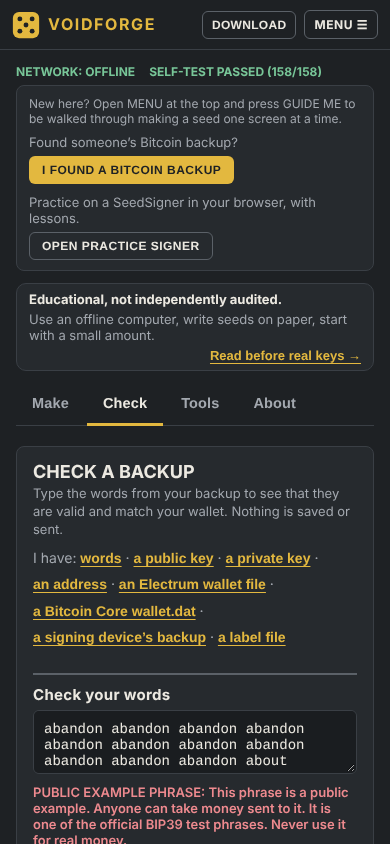 VOIDFORGE
DOWNLOAD
MENU ☰
NETWORK: OFFLINE SELF-TEST PASSED (158/158)
New here? Open MENU at the top and press GUIDE ME to
be walked through making a seed one screen at a time.
Found someone's Bitcoin backup?
I FOUND A BITCOIN BACKUP
Practice on a SeedSigner in your browser, with
lessons.
OPEN PRACTICE SIGNER
Educational, not independently audited.
Use an offline computer, write seeds on paper, start
with a small amount.
Read before real keys →
Make Check Tools About
CHECK A BACKUP
Type the words from your backup to see that they
are valid and match your wallet. Nothing is saved or
sent.
I have: words · a public key · a private key ·
an address · an Electrum wallet file ·
a Bitcoin Core wallet.dat ·
a signing device's backup · a label file
Check your words
abandon abandon abandon abandon
abandon abandon abandon abandon
abandon abandon abandon about
PUBLIC EXAMPLE PHRASE: This phrase is a public
example. Anyone can take money sent to it. It is
one of the official BIP39 test phrases. Never use it
for real money.